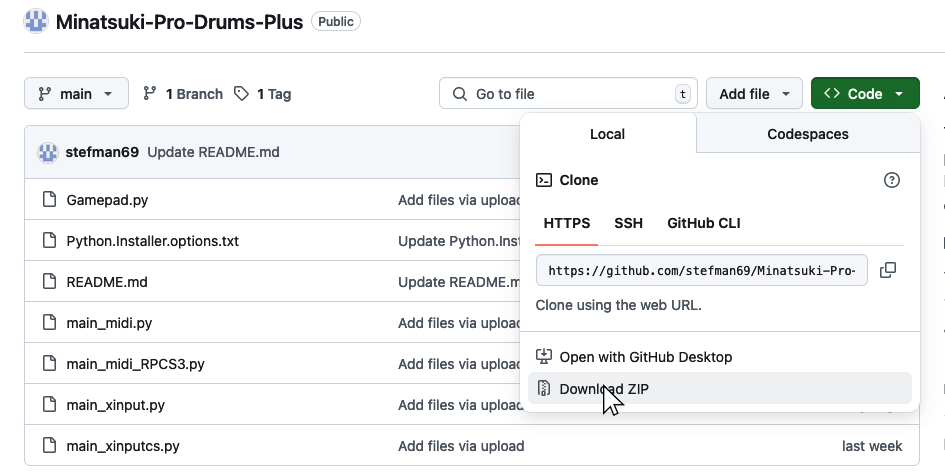 Minatsuki-Pro-Drums-Plus Public
main 1 Branch 1 Tag Go to file t Add file Code
Local Codespaces
stefman69 Update README.md
Clone
HTTPS SSH GitHub CLI
https://github.com/stefman69/Minatsuki-Pro-
Clone using the web URL.
Open with GitHub Desktop
Download ZIP
Gamepad.py Add files via upload
Python.Installer.options.txt Update Python.Inst
README.md Update README.m
main_midi.py Add files via upload
main_midi_RPCS3.py Add files via upload
main_xinput.py Add files via upload
main_xinputcs.py Add files via upload last week